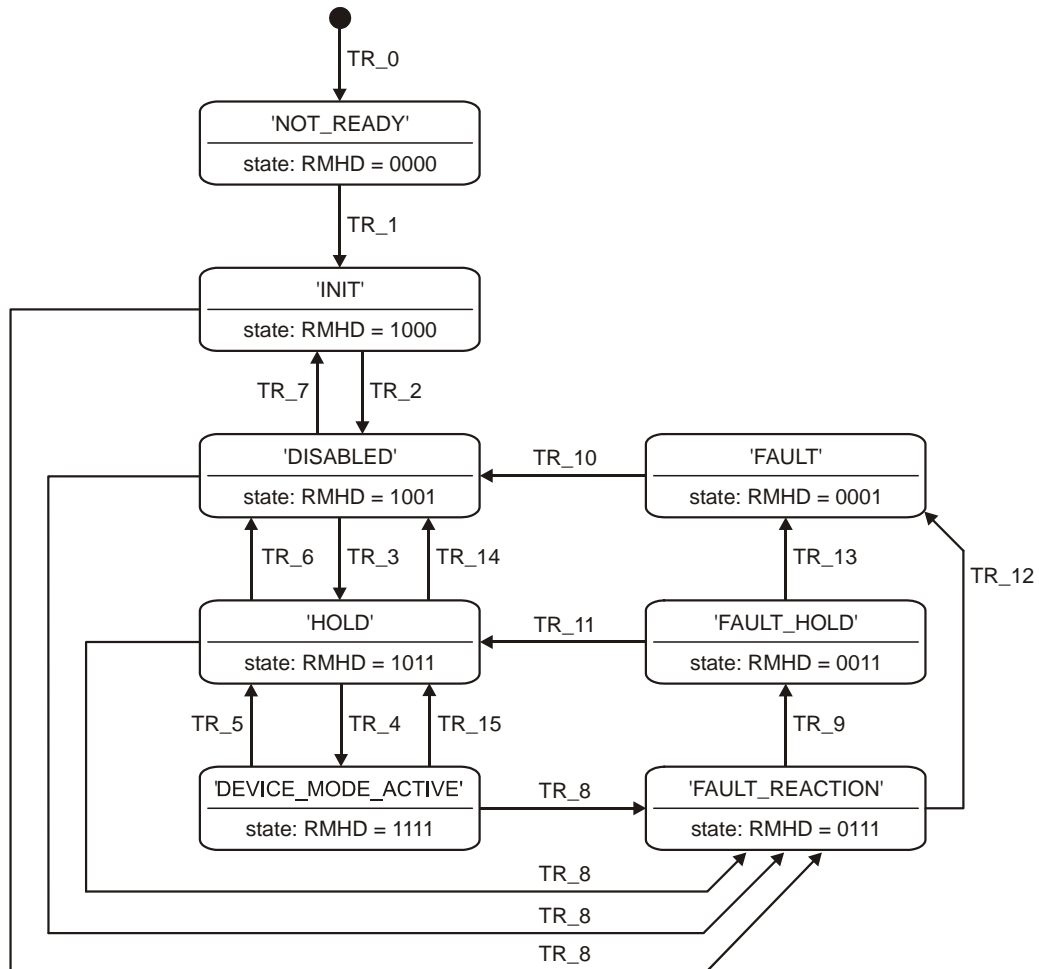 TR_0
'NOT_READY'
state: RMHD = 0000
TR_1
'INIT'
state: RMHD = 1000
TR_7
TR_2
'DISABLED'
state: RMHD = 1001
TR_10
'FAULT'
state: RMHD = 0001
TR_6
TR_3
TR_14
TR_13
TR_12
'HOLD'
state: RMHD = 1011
TR_11
'FAULT_HOLD'
state: RMHD = 0011
TR_5
TR_4
TR_15
TR_9
'DEVICE_MODE_ACTIVE'
state: RMHD = 1111
TR_8
'FAULT_REACTION'
state: RMHD = 0111
TR_8
TR_8
TR_8